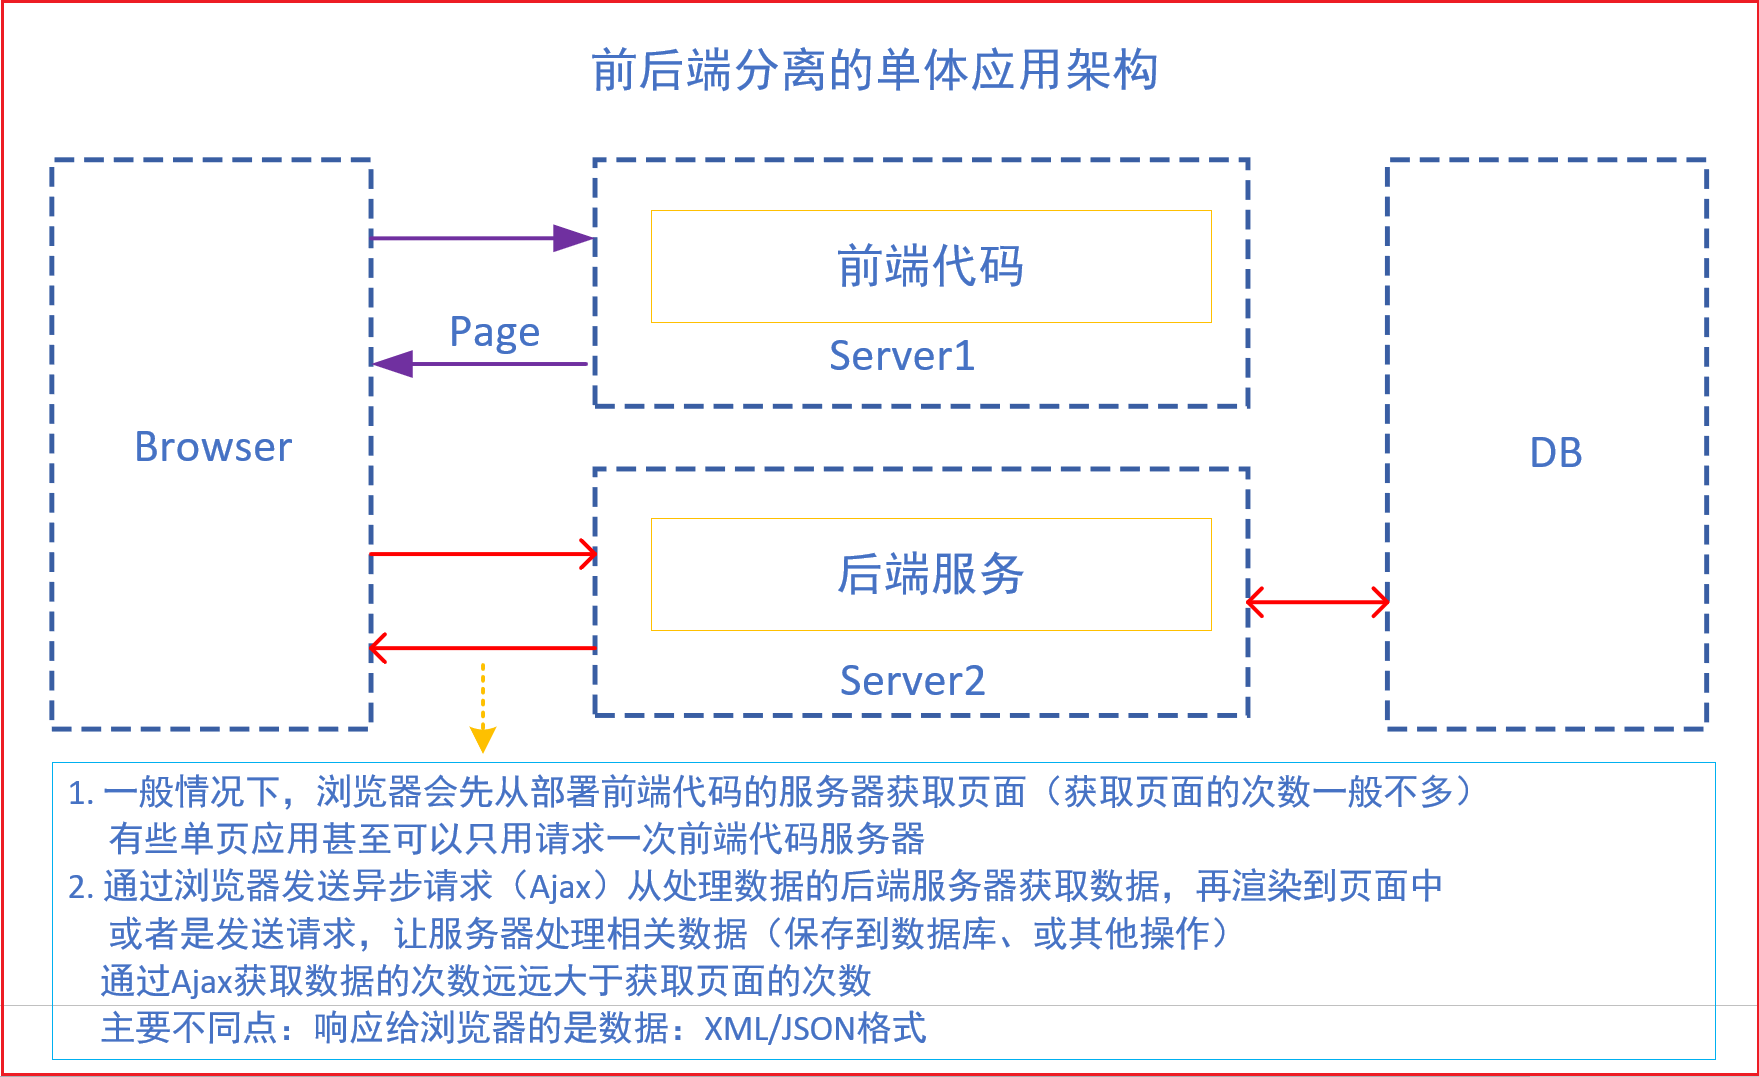 前后端分离的单体应用架构
前端代码
Page
Server1
Browser
DB
后端服务
Server2
1. 一般情况下，浏览器会先从部署前端代码的服务器获取页面（获取页面的次数一般不多）
有些单页应用甚至可以只用请求一次前端代码服务器
2. 通过浏览器发送异步请求（Ajax）从处理数据的后端服务器获取数据，再渲染到页面中
或者是发送请求，让服务器处理相关数据（保存到数据库、或其他操作）
通过Ajax获取数据的次数远远大于获取页面的次数
主要不同点：响应给浏览器的是数据：XML/JSON格式